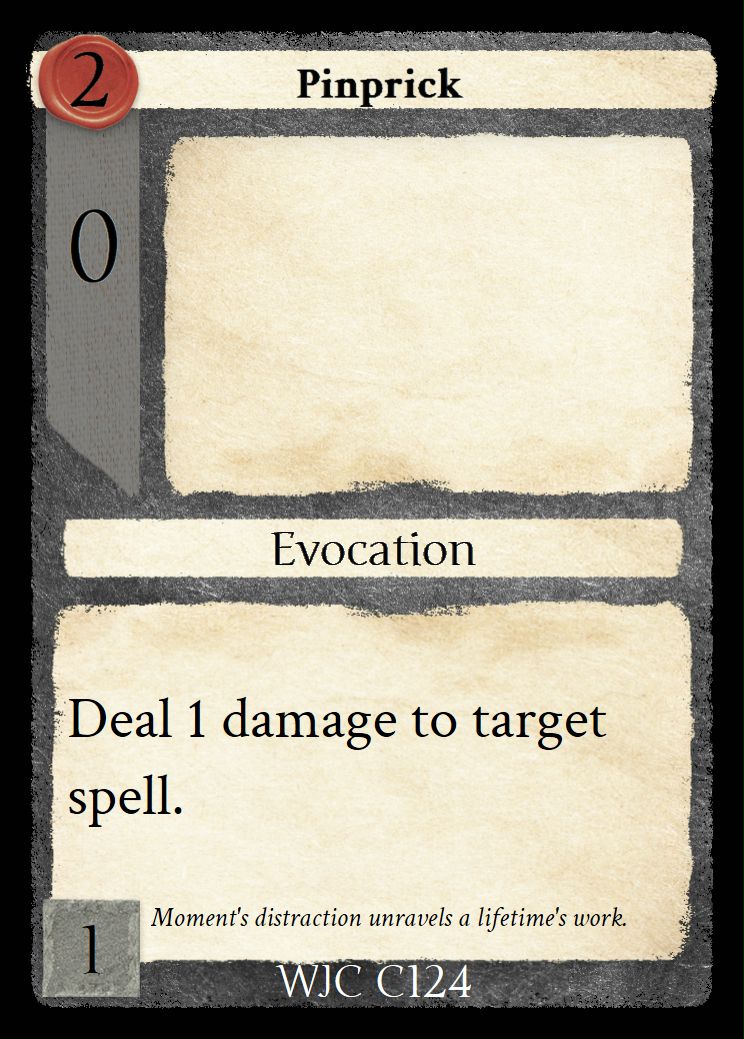 2
Pinprick
0
Evocation
Deal 1 damage to target
spell.
Moment's distraction unravels a lifetime's work.
1
WJC C124